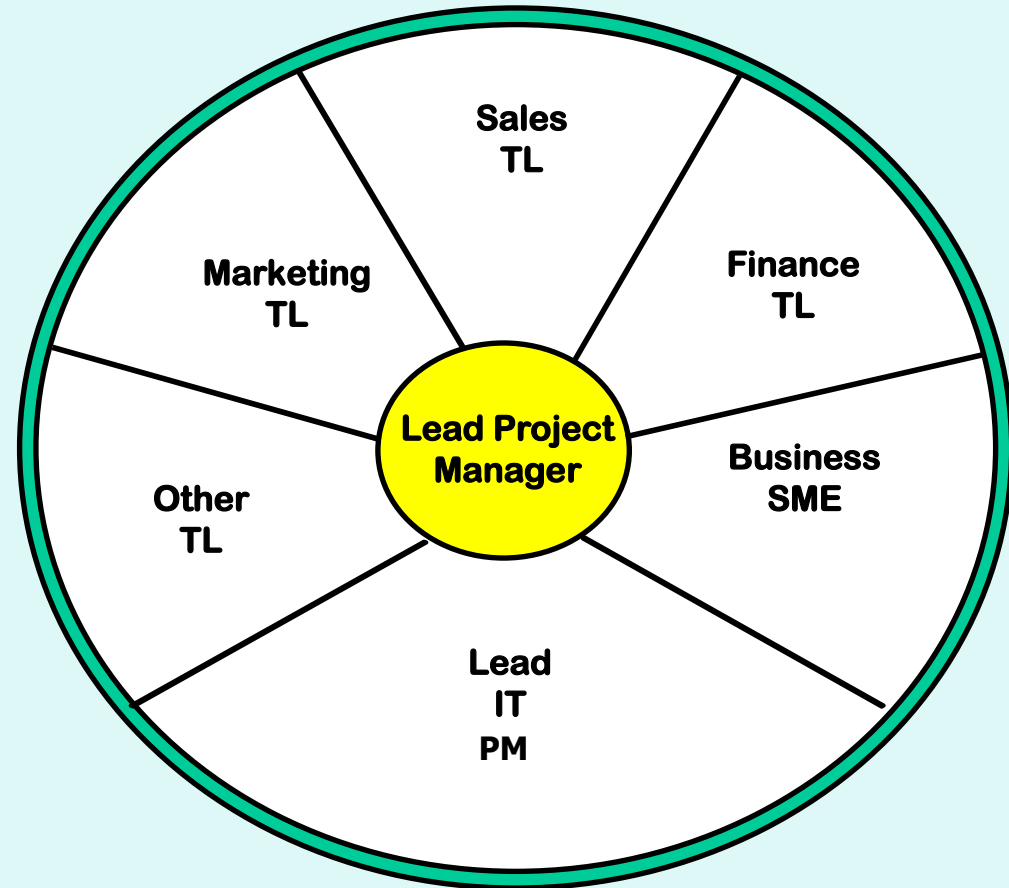 Sales
TL
Finance
TL
Marketing
TL
Lead Project
Manager
Business
SME
Other
TL
Lead
IT
PM